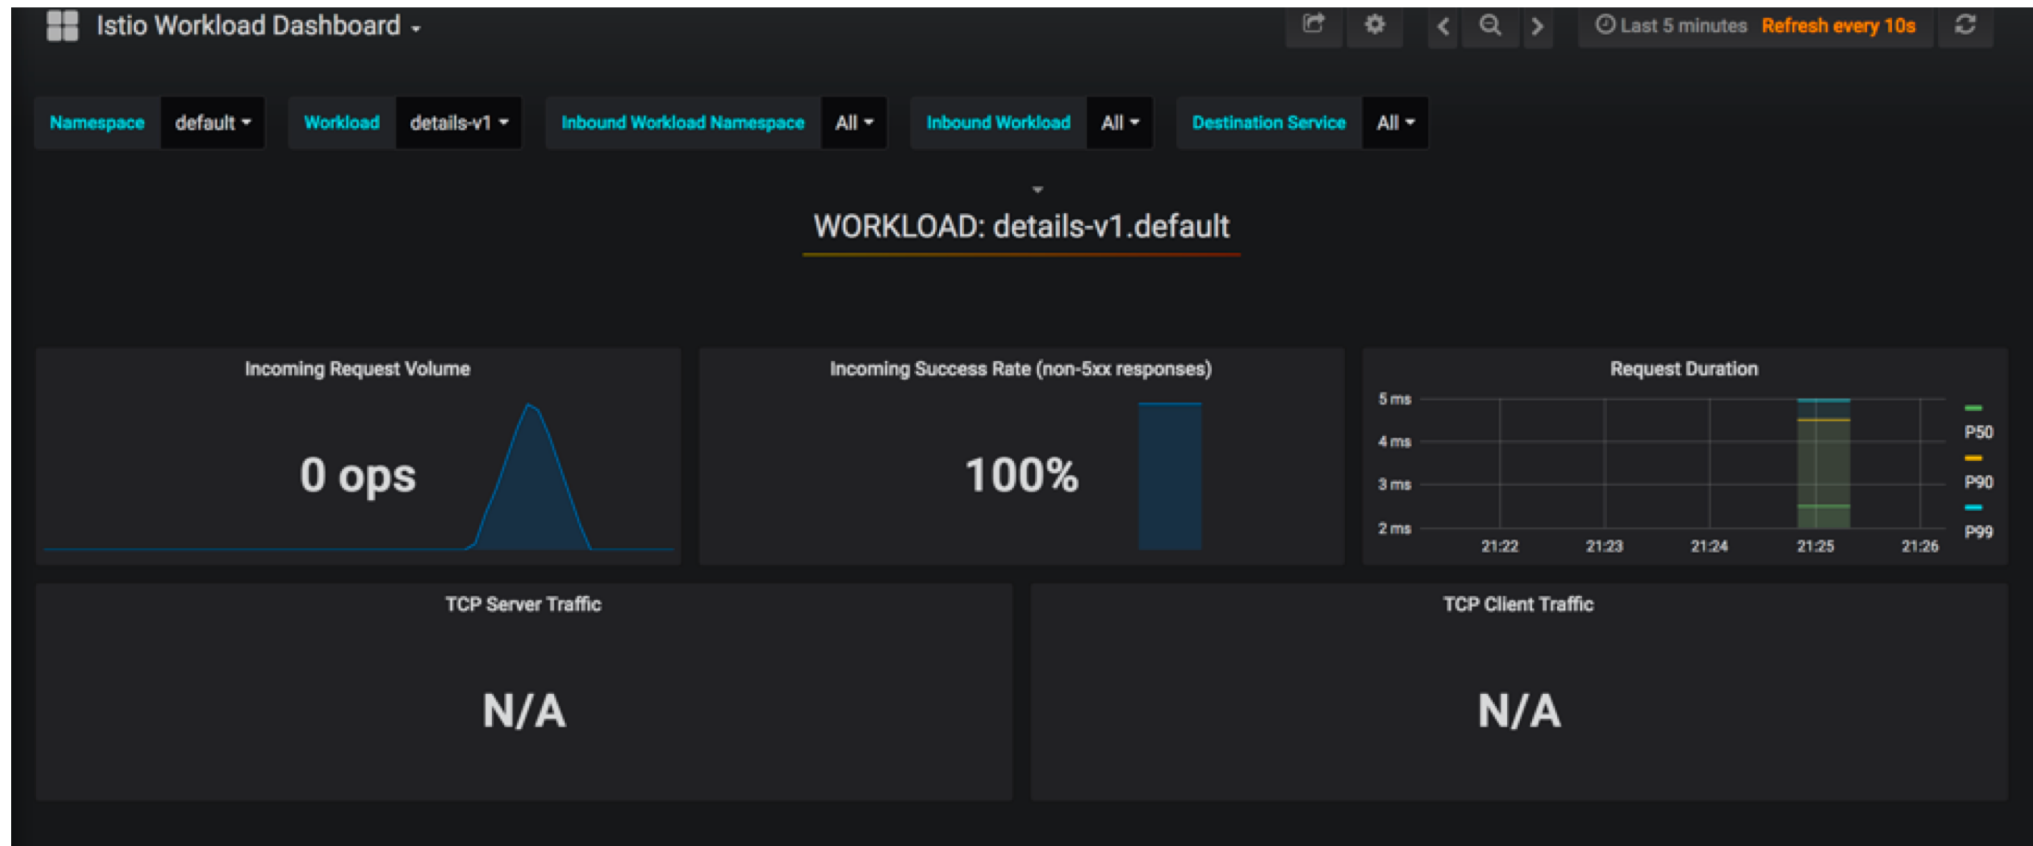 Istio Workload Dashboard
Last 5 minutes Refresh every 10s
Namespace default Workload details-v1 Inbound Workload Namespace All Inbound Workload All Destination Service All
WORKLOAD: details-v1.default
Incoming Request Volume
0 ops
Incoming Success Rate (non-5xx responses)
100%
Request Duration
5 ms
4 ms
3 ms
2 ms
21:22 21:23 21:24 21:25 21:26
P50
P90
P99
TCP Server Traffic
N/A
TCP Client Traffic
N/A